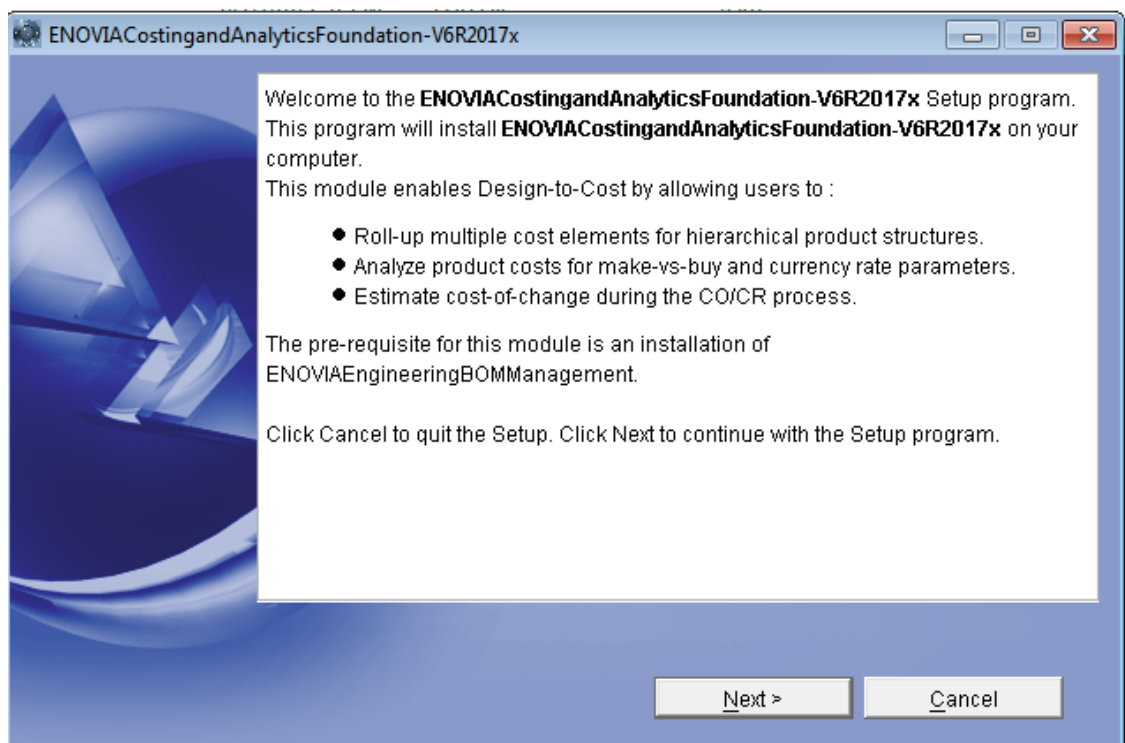 ENOVIACostingandAnalyticsFoundation-V6R2017x
Welcome to the ENOVIACostingandAnalyticsFoundation-V6R2017x Setup program.
This program will install ENOVIACostingandAnalyticsFoundation-V6R2017x on your
computer.
This module enables Design-to-Cost by allowing users to :
● Roll-up multiple cost elements for hierarchical product structures.
● Analyze product costs for make-vs-buy and currency rate parameters.
● Estimate cost-of-change during the CO/CR process.
The pre-requisite for this module is an installation of
ENOVIAEngineeringBOMManagement.
Click Cancel to quit the Setup. Click Next to continue with the Setup program.
Next > Cancel